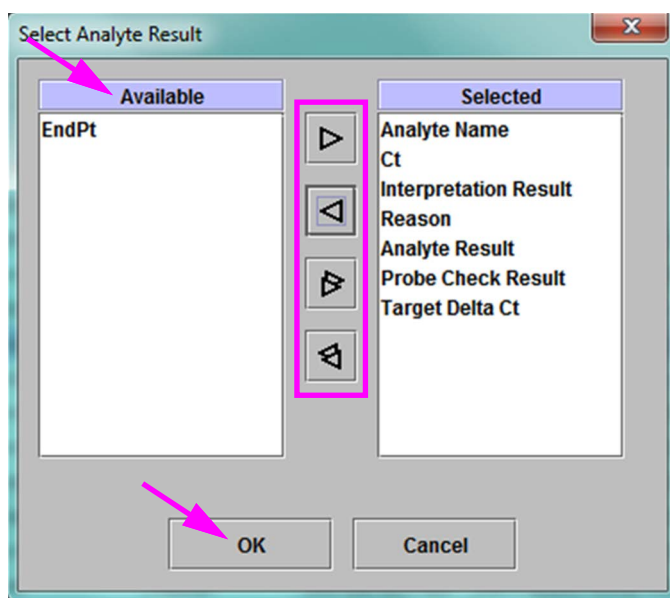 Select Analyte Result
Available
EndPt
Selected
Analyte Name
Ct
Interpretation Result
Reason
Analyte Result
Probe Check Result
Target Delta Ct
OK
Cancel